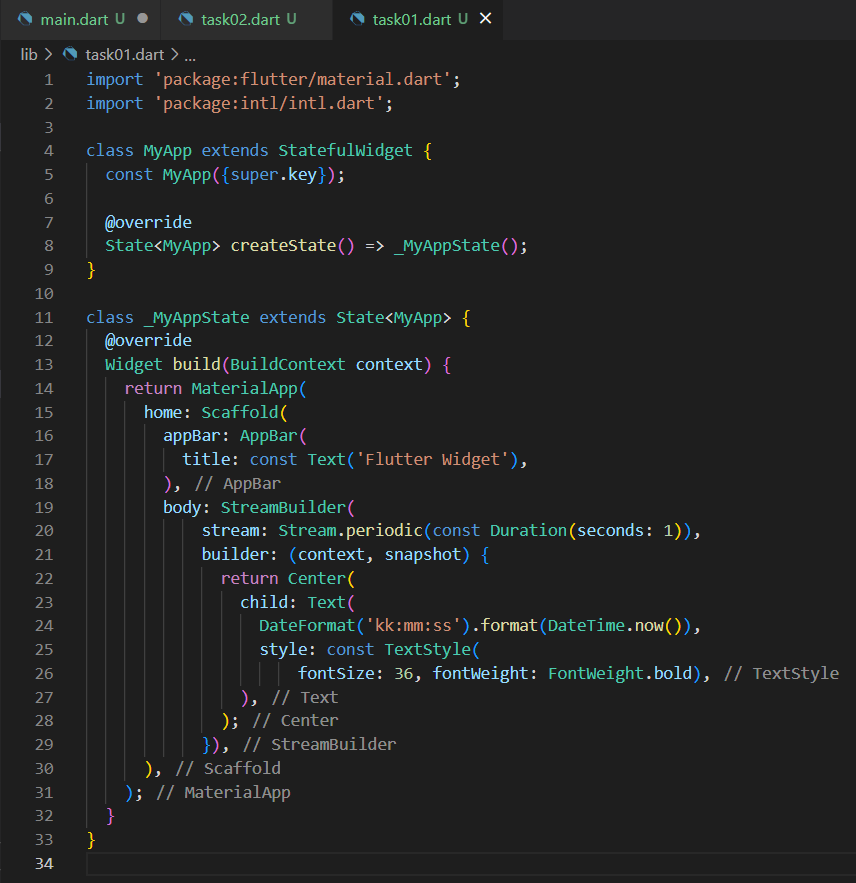 main.dart U ● task02.dart U task01.dart U ×
lib > task01.dart > ...
1 import 'package:flutter/material.dart';
2 import 'package:intl/intl.dart';
3
4 class MyApp extends StatefulWidget {
5   const MyApp({super.key});
6
7   @override
8   State<MyApp> createState() => _MyAppState();
9 }
10
11 class _MyAppState extends State<MyApp> {
12   @override
13   Widget build(BuildContext context) {
14     return MaterialApp(
15       home: Scaffold(
16         appBar: AppBar(
17           title: const Text('Flutter Widget'),
18         ), // AppBar
19         body: StreamBuilder(
20             stream: Stream.periodic(const Duration(seconds: 1)),
21             builder: (context, snapshot) {
22               return Center(
23                 child: Text(
24                   DateFormat('kk:mm:ss').format(DateTime.now()),
25                   style: const TextStyle(
26                       fontSize: 36, fontWeight: FontWeight.bold), // TextStyle
27                 ), // Text
28               ); // Center
29             }), // StreamBuilder
30       ), // Scaffold
31     ); // MaterialApp
32   }
33 }
34